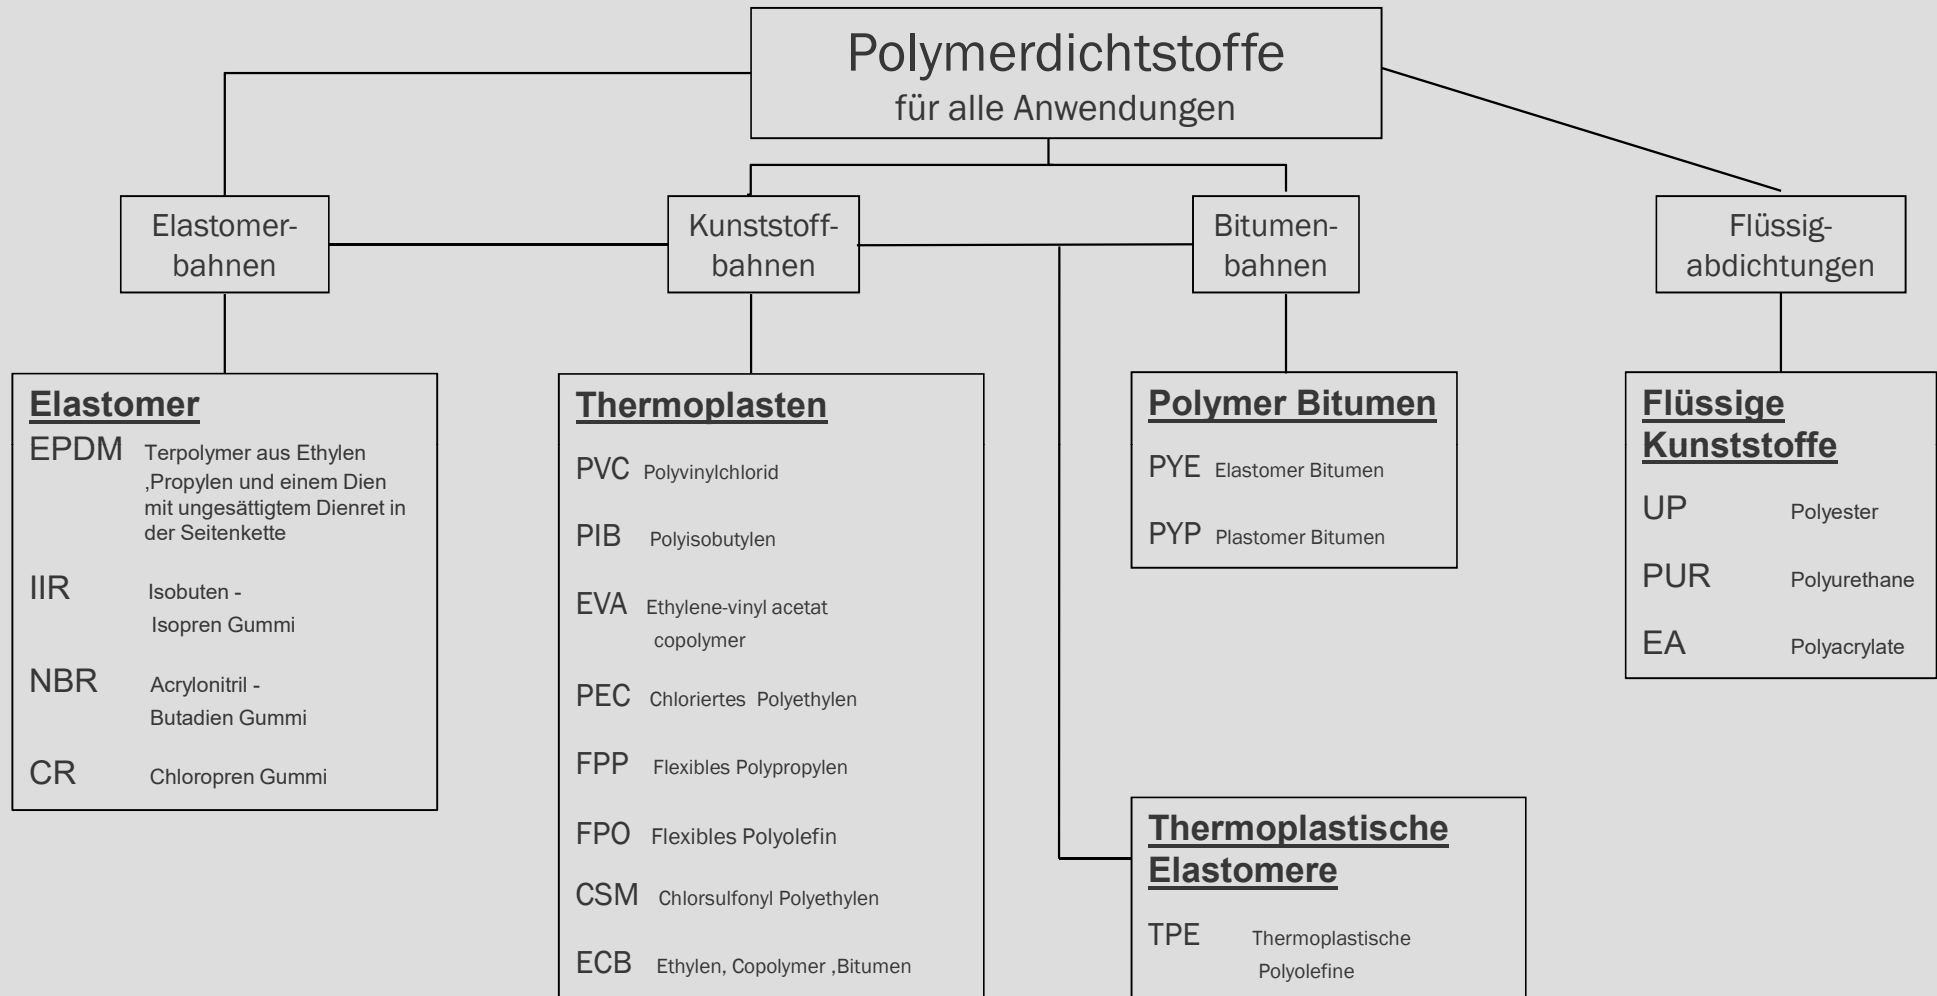 Polymerdichtstoffe
für alle Anwendungen
Elastomer-
bahnen
Kunststoff-
bahnen
Bitumen-
bahnen
Flüssig-
abdichtungen
Elastomer
EPDM Terpolymer aus Ethylen
,Propylen und einem Dien
mit ungesättigtem Dienret in
der Seitenkette
IIR Isobuten -
Isopren Gummi
NBR Acrylonitril -
Butadien Gummi
CR Chloropren Gummi
Thermoplasten
PVC Polyvinylchlorid
PIB Polyisobutylen
EVA Ethylene-vinyl acetat
copolymer
PEC Chloriertes Polyethylen
FPP Flexibles Polypropylen
FPO Flexibles Polyolefin
CSM Chlorsulfonyl Polyethylen
ECB Ethylen, Copolymer ,Bitumen
Polymer Bitumen
PYE Elastomer Bitumen
PYP Plastomer Bitumen
Thermoplastische
Elastomere
TPE Thermoplastische
Polyolefine
Flüssige
Kunststoffe
UP Polyester
PUR Polyurethane
EA Polyacrylate